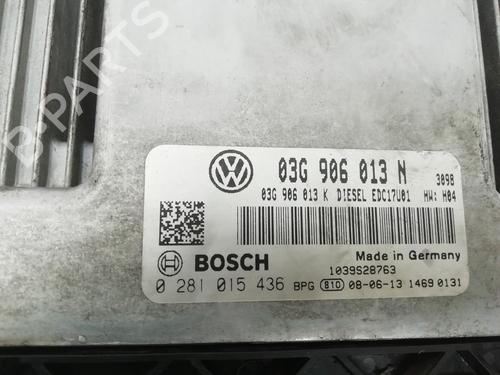 B-PARTS
03G 906 013 N 3098
03G 906 013 K DIESEL EDC17U01 HW: H04
BOSCH Made in Germany
1039S28763
0 281 015 436 BPG 810 08-06-13 1469 0131